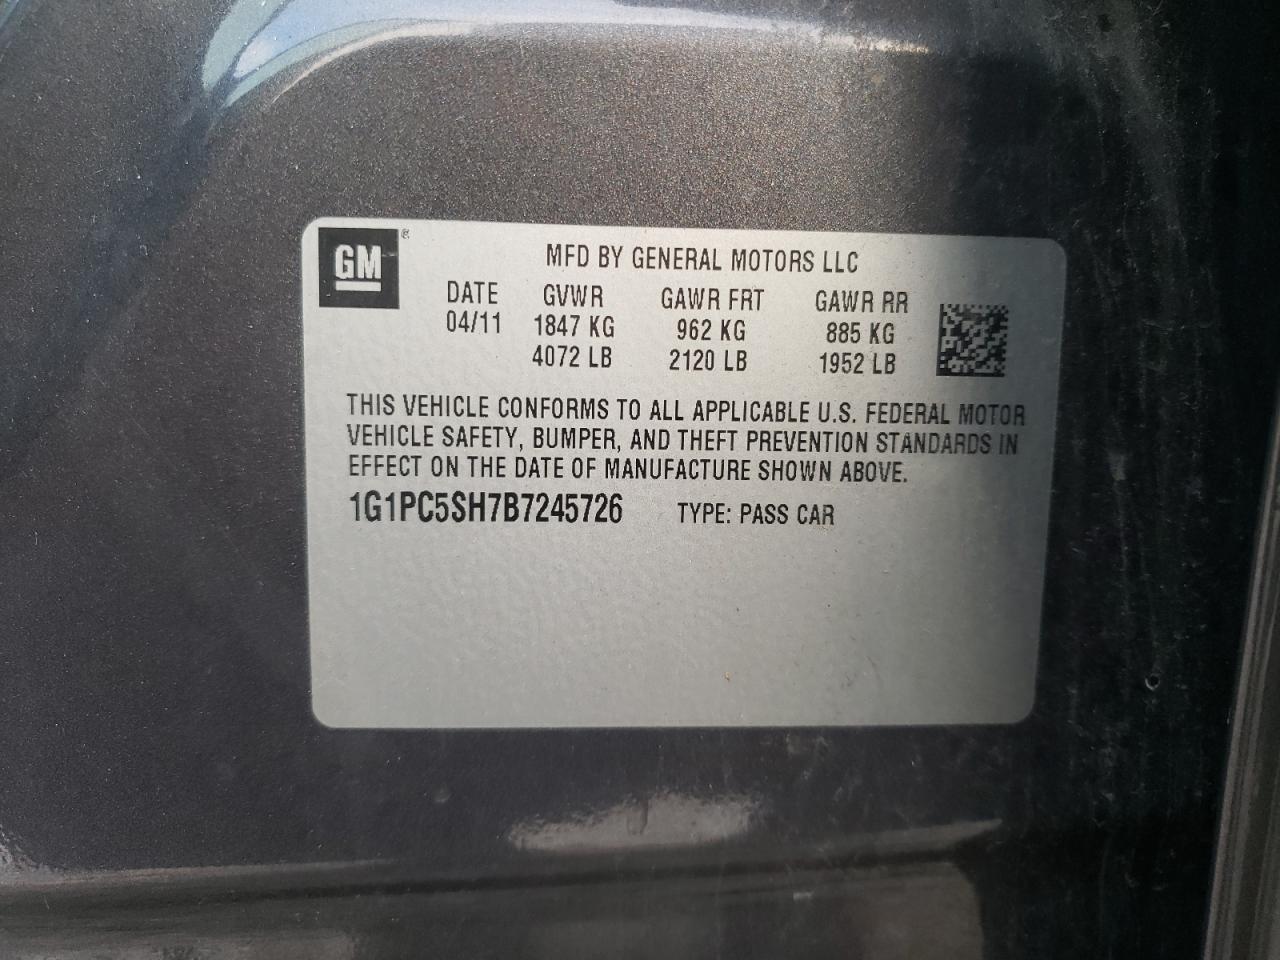 GM®
MFD BY GENERAL MOTORS LLC
DATE GVWR GAWR FRT GAWR RR
04/11 1847 KG 962 KG 885 KG
4072 LB 2120 LB 1952 LB
THIS VEHICLE CONFORMS TO ALL APPLICABLE U.S. FEDERAL MOTOR
VEHICLE SAFETY, BUMPER, AND THEFT PREVENTION STANDARDS IN
EFFECT ON THE DATE OF MANUFACTURE SHOWN ABOVE.
1G1PC5SH7B7245726 TYPE: PASS CAR